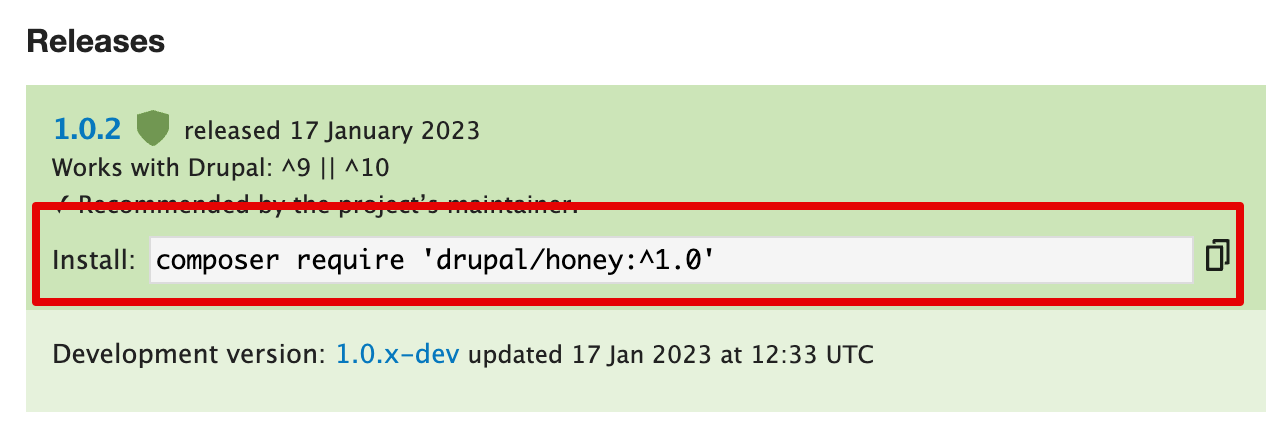 Releases
1.0.2 released 17 January 2023
Works with Drupal: ^9 || ^10
✓ Recommended by the project’s maintainer.
Install: composer require 'drupal/honey:^1.0'
Development version: 1.0.x-dev updated 17 Jan 2023 at 12:33 UTC